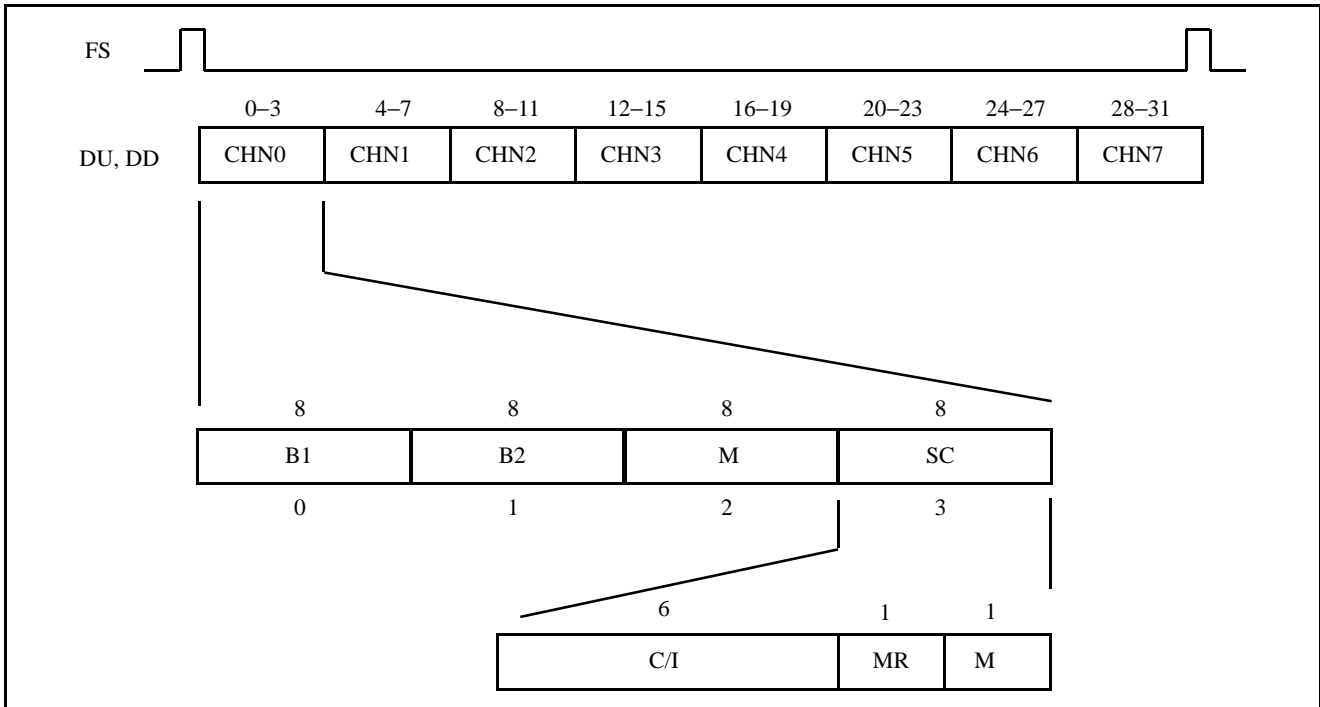 FS
0–3 4–7 8–11 12–15 16–19 20–23 24–27 28–31
DU, DD CHN0 CHN1 CHN2 CHN3 CHN4 CHN5 CHN6 CHN7
8 8 8 8
B1 B2 M SC
0 1 2 3
6 1 1
C/I MR M